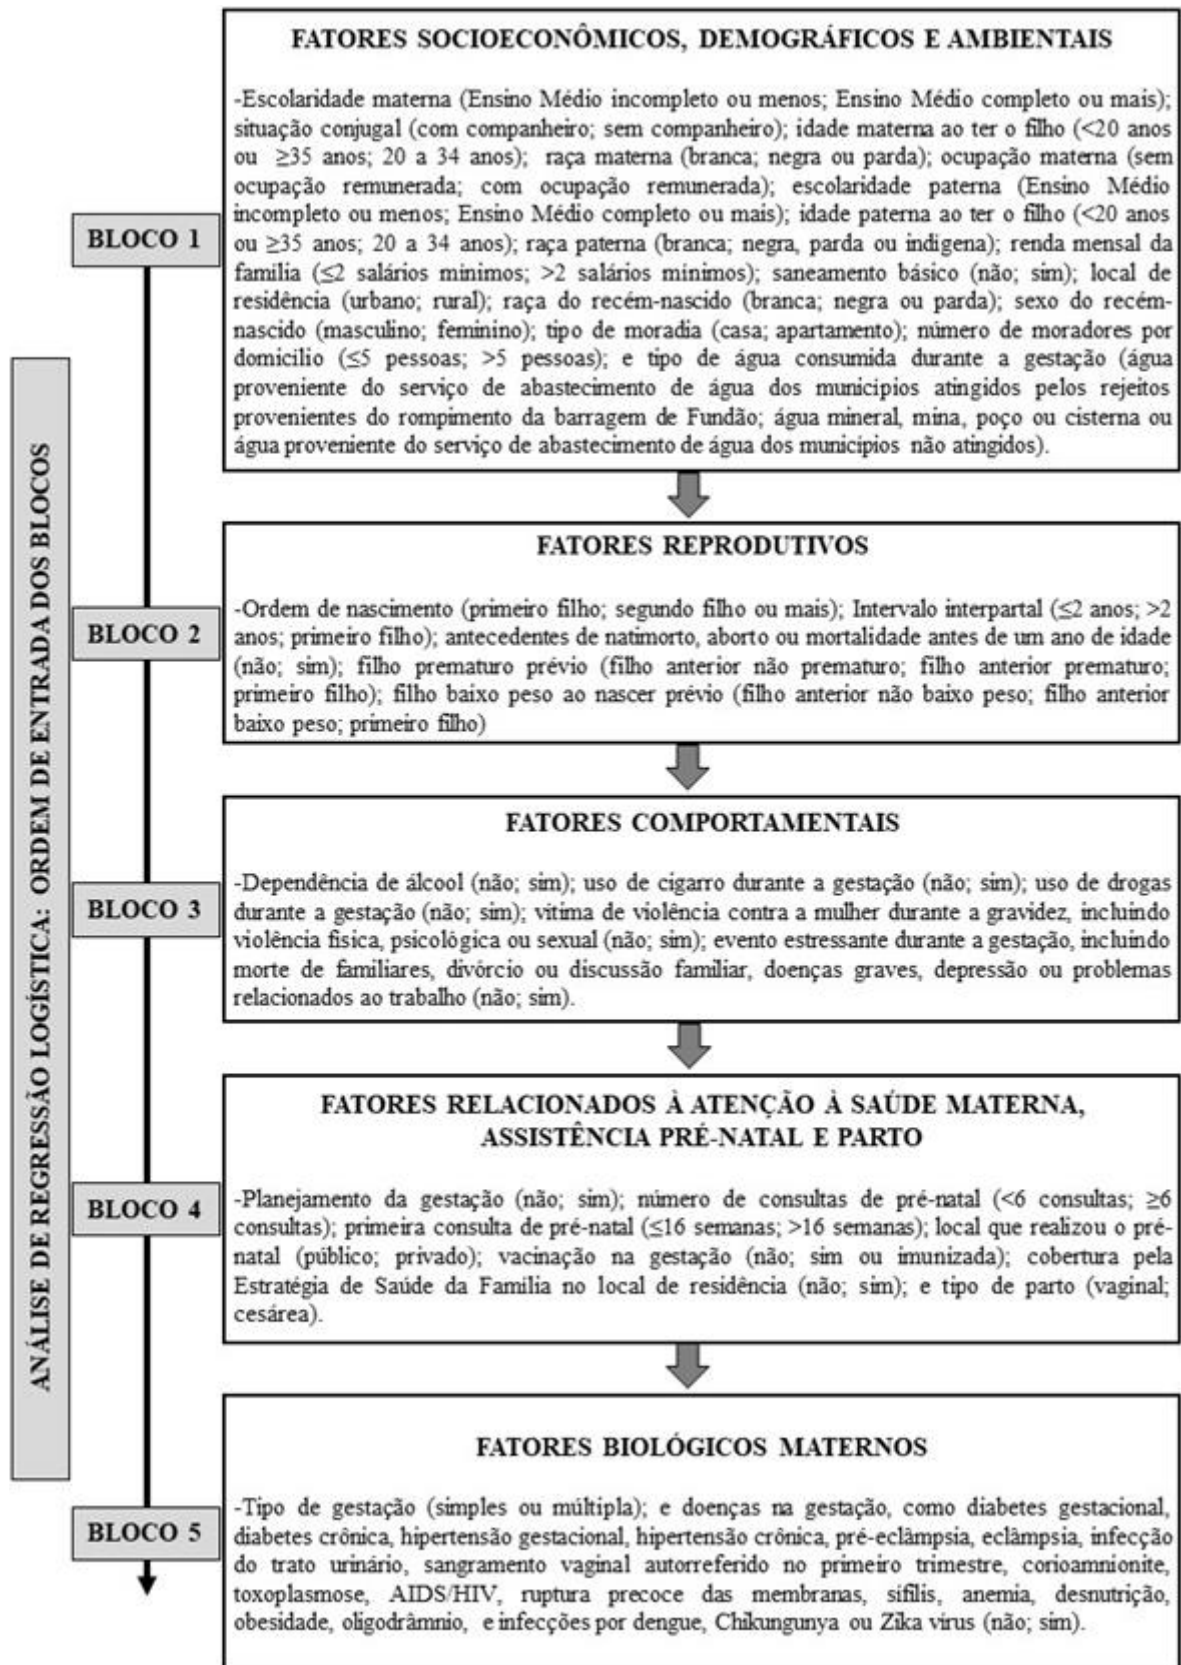 ANÁLISE DE REGRESSÃO LOGÍSTICA: ORDEM DE ENTRADA DOS BLOCOS
BLOCO 1
FATORES SOCIOECONÔMICOS, DEMOGRÁFICOS E AMBIENTAIS
-Escolaridade materna (Ensino Médio incompleto ou menos; Ensino Médio completo ou mais);
situação conjugal (com companheiro; sem companheiro); idade materna ao ter o filho (<20 anos
ou ≥35 anos; 20 a 34 anos); raça materna (branca; negra ou parda); ocupação materna (sem
ocupação remunerada; com ocupação remunerada); escolaridade paterna (Ensino Médio
incompleto ou menos; Ensino Médio completo ou mais); idade paterna ao ter o filho (<20 anos
ou ≥35 anos; 20 a 34 anos); raça paterna (branca; negra, parda ou indígena); renda mensal da
família (≤2 salários mínimos; >2 salários mínimos); saneamento básico (não; sim); local de
residência (urbano; rural); raça do recém-nascido (branca; negra ou parda); sexo do recém-
nascido (masculino; feminino); tipo de moradia (casa; apartamento); número de moradores por
domicílio (≤5 pessoas; >5 pessoas); e tipo de água consumida durante a gestação (água
proveniente do serviço de abastecimento de água dos municípios atingidos pelos rejeitos
provenientes do rompimento da barragem de Fundão; água mineral, mina, poço ou cisterna ou
água proveniente do serviço de abastecimento de água dos municípios não atingidos).
BLOCO 2
FATORES REPRODUTIVOS
-Ordem de nascimento (primeiro filho; segundo filho ou mais); Intervalo interpartal (≤2 anos; >2
anos; primeiro filho); antecedentes de natimorto, aborto ou mortalidade antes de um ano de idade
(não; sim); filho prematuro prévio (filho anterior não prematuro; filho anterior prematuro;
primeiro filho); filho baixo peso ao nascer prévio (filho anterior não baixo peso; filho anterior
baixo peso; primeiro filho)
BLOCO 3
FATORES COMPORTAMENTAIS
-Dependência de álcool (não; sim); uso de cigarro durante a gestação (não; sim); uso de drogas
durante a gestação (não; sim); vítima de violência contra a mulher durante a gravidez, incluindo
violência física, psicológica ou sexual (não; sim); evento estressante durante a gestação, incluindo
morte de familiares, divórcio ou discussão familiar, doenças graves, depressão ou problemas
relacionados ao trabalho (não; sim).
BLOCO 4
FATORES RELACIONADOS À ATENÇÃO À SAÚDE MATERNA,
ASSISTÊNCIA PRÉ-NATAL E PARTO
-Planejamento da gestação (não; sim); número de consultas de pré-natal (<6 consultas; ≥6
consultas); primeira consulta de pré-natal (≤16 semanas; >16 semanas); local que realizou o pré-
natal (público; privado); vacinação na gestação (não; sim ou imunizada); cobertura pela
Estratégia de Saúde da Família no local de residência (não; sim); e tipo de parto (vaginal;
cesárea).
BLOCO 5
FATORES BIOLÓGICOS MATERNOS
-Tipo de gestação (simples ou múltipla); e doenças na gestação, como diabetes gestacional,
diabetes crônica, hipertensão gestacional, hipertensão crônica, pré-eclâmpsia, eclâmpsia, infecção
do trato urinário, sangramento vaginal autorreferido no primeiro trimestre, corioamnionite,
toxoplasmose, AIDS/HIV, ruptura precoce das membranas, sífilis, anemia, desnutrição,
obesidade, oligodrâmnio, e infecções por dengue, Chikungunya ou Zika vírus (não; sim).